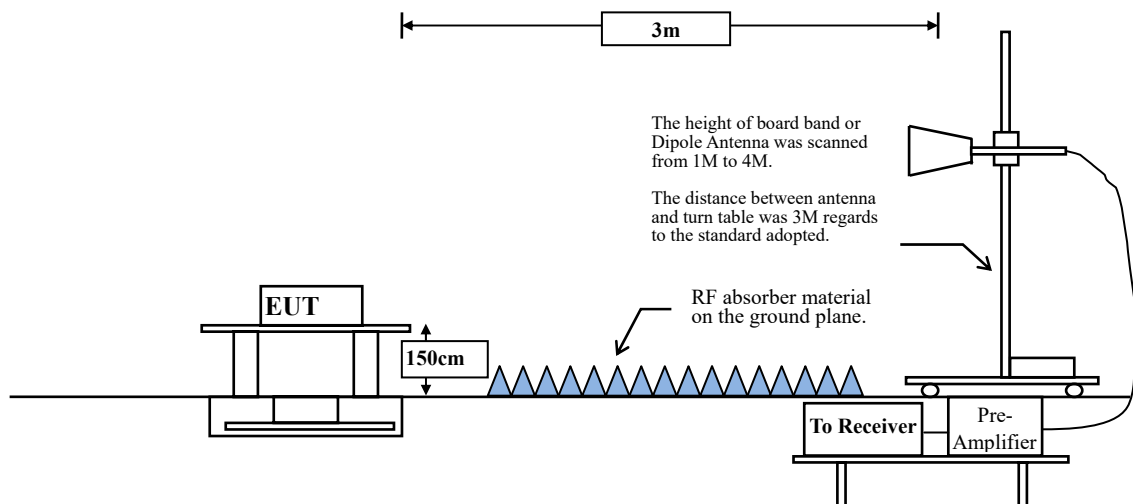 3m
The height of board band or
Dipole Antenna was scanned
from 1M to 4M.
The distance between antenna
and turn table was 3M regards
to the standard adopted.
EUT
RF absorber material
on the ground plane.
150cm
To Receiver
Pre-
Amplifier